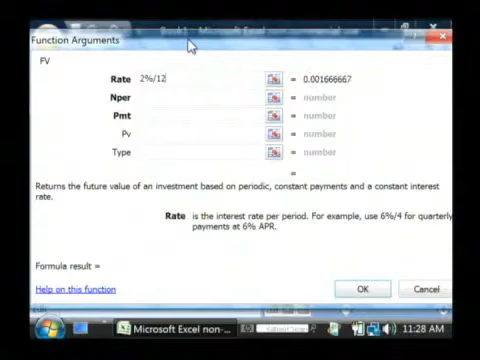 Function Arguments
FV
Rate 2%/12 = 0.001666667
Nper = number
Pmt = number
Pv = number
Type = number
=
Returns the future value of an investment based on periodic, constant payments and a constant interest
rate.
Rate is the interest rate per period. For example, use 6%/4 for quarterly
payments at 6% APR.
Formula result =
Help on this function
OK
Cancel
Microsoft Excel non-...
11:28 AM